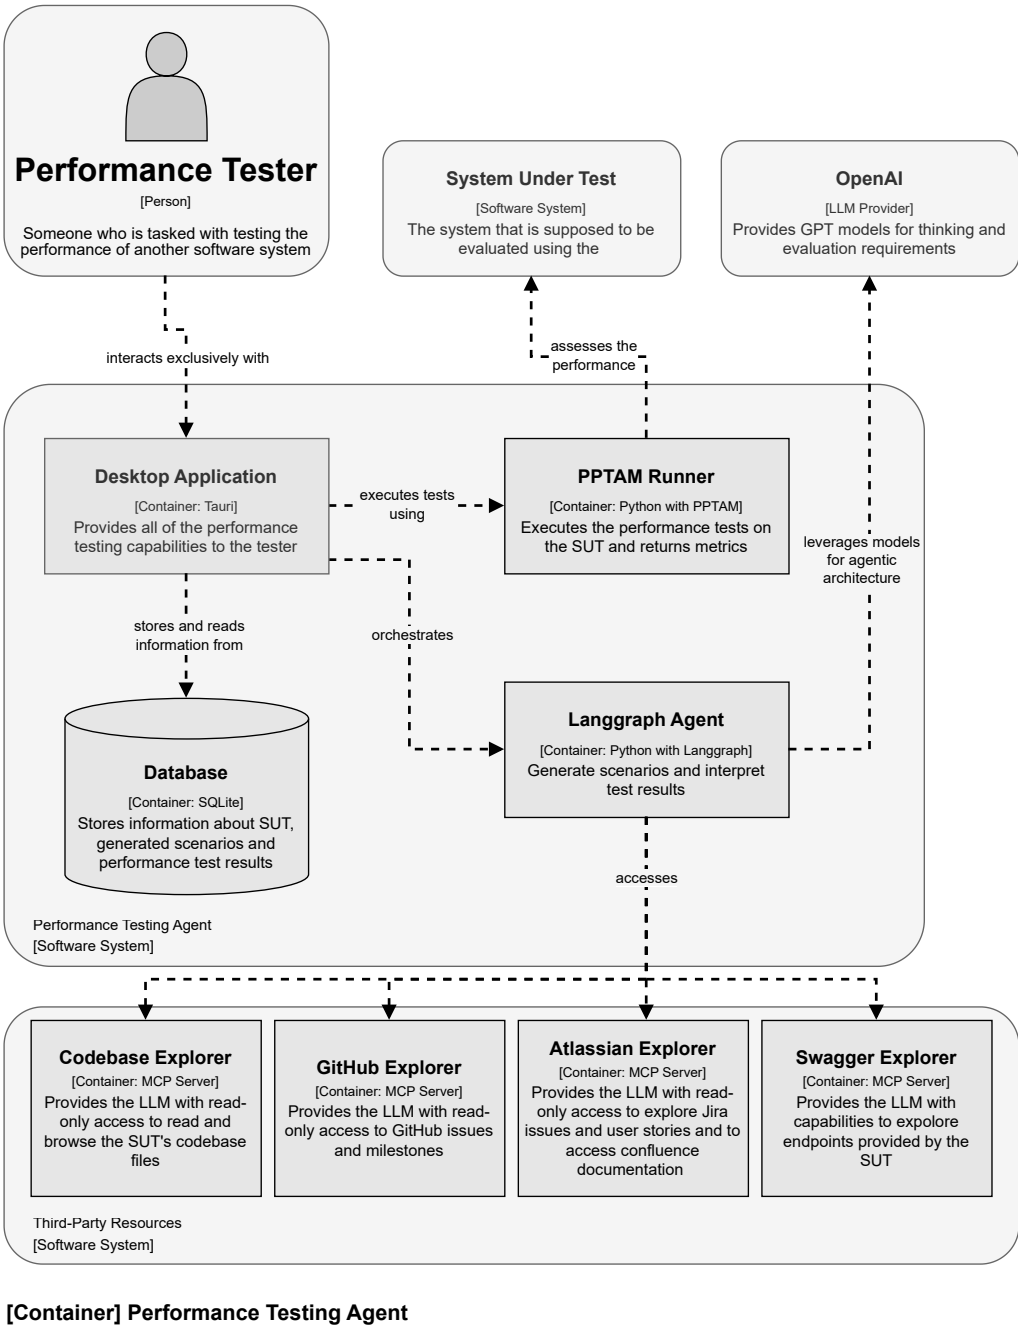 Performance Tester
[Person]
Someone who is tasked with testing the
performance of another software system
System Under Test
[Software System]
The system that is supposed to be
evaluated using the
OpenAI
[LLM Provider]
Provides GPT models for thinking and
evaluation requirements
interacts exclusively with
assesses the
performance
Desktop Application
[Container: Tauri]
Provides all of the performance
testing capabilities to the tester
executes tests
using
PPTAM Runner
[Container: Python with PPTAM]
Executes the performance tests on
the SUT and returns metrics
leverages models
for agentic
architecture
stores and reads
information from
orchestrates
Langgraph Agent
[Container: Python with Langgraph]
Generate scenarios and interpret
test results
Database
[Container: SQLite]
Stores information about SUT,
generated scenarios and
performance test results
accesses
Performance Testing Agent
[Software System]
Codebase Explorer
[Container: MCP Server]
Provides the LLM with read-
only access to read and
browse the SUT's codebase
files
GitHub Explorer
[Container: MCP Server]
Provides the LLM with read-
only access to GitHub issues
and milestones
Atlassian Explorer
[Container: MCP Server]
Provides the LLM with read-
only access to explore Jira
issues and user stories and to
access confluence
documentation
Swagger Explorer
[Container: MCP Server]
Provides the LLM with
capabilities to expolore
endpoints provided by the
SUT
Third-Party Resources
[Software System]
[Container] Performance Testing Agent